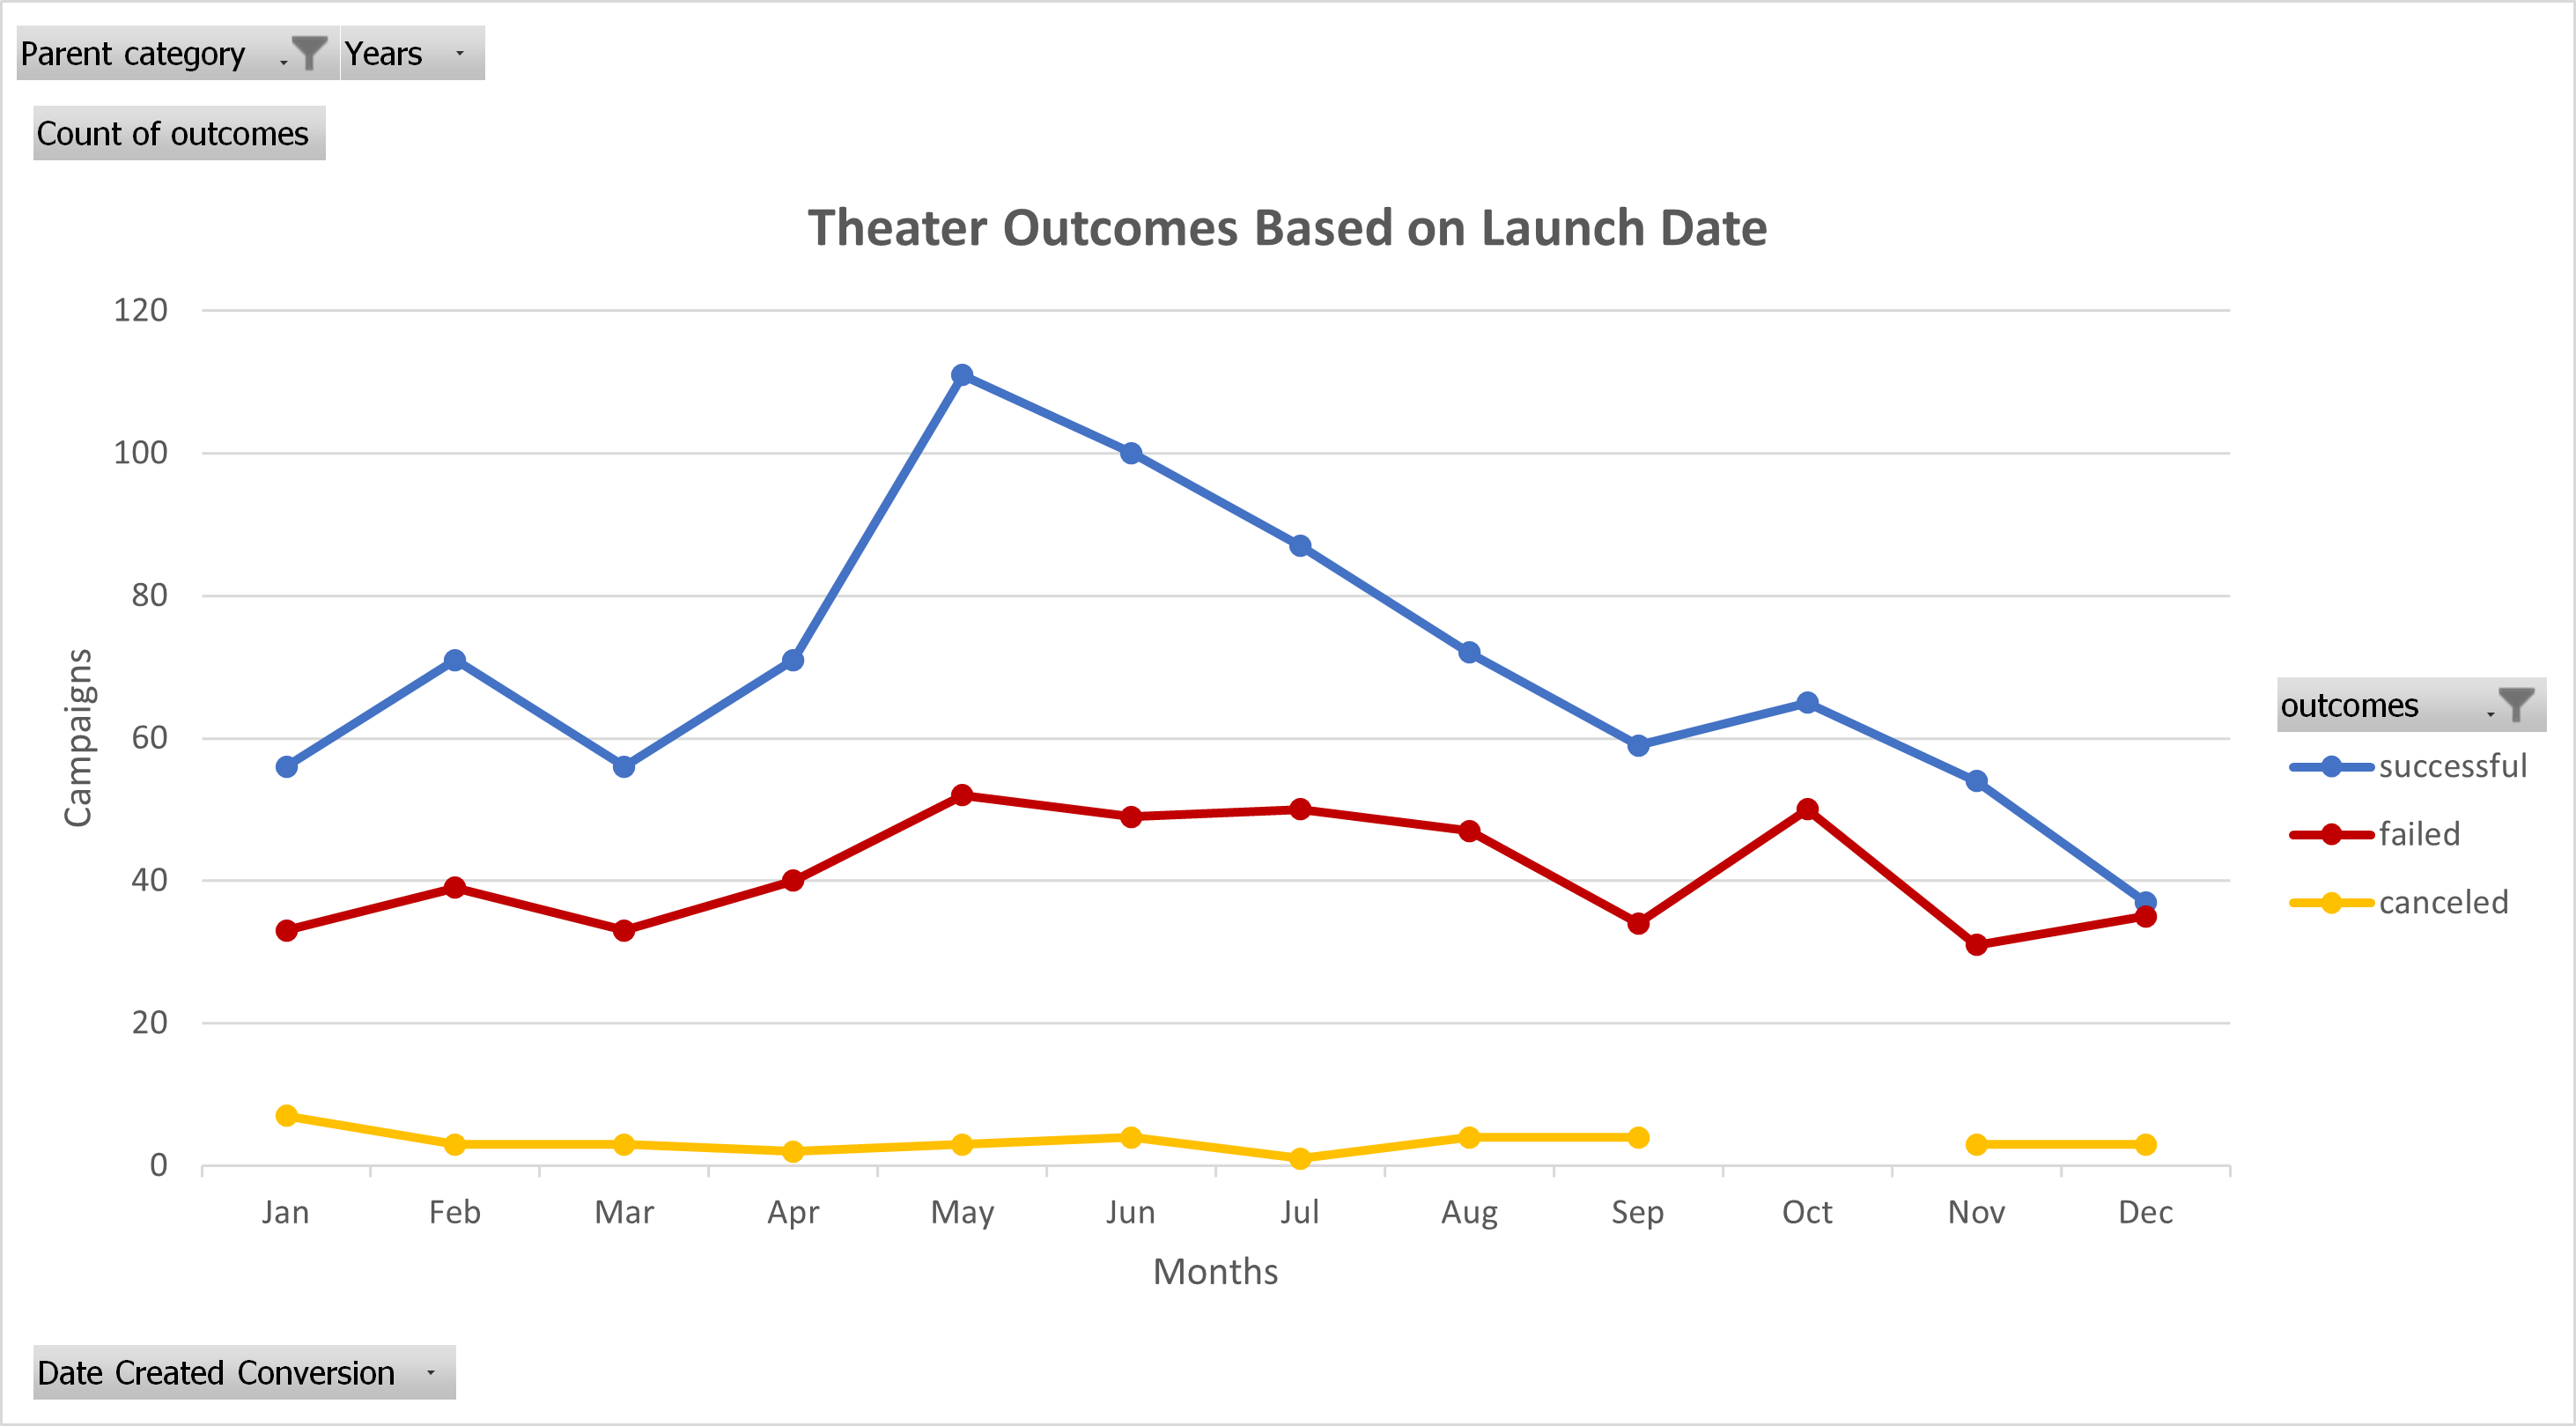 Parent category Years
Count of outcomes
Theater Outcomes Based on Launch Date
120
100
80
60
40
20
0
Campaigns
Jan Feb Mar Apr May Jun Jul Aug Sep Oct Nov Dec
Months
outcomes
successful
failed
canceled
Date Created Conversion